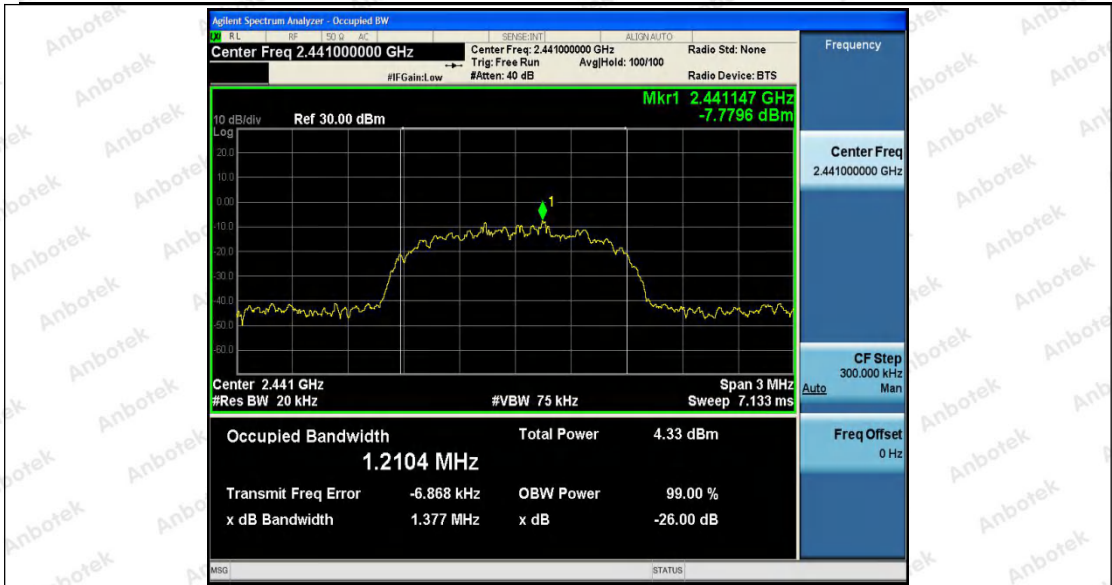 Agilent Spectrum Analyzer - Occupied BW
LXI RL RF 50 Ω AC SENSE:INT ALIGN AUTO
Center Freq 2.441000000 GHz
Center Freq: 2.441000000 GHz Radio Std: None
Trig: Free Run Avg|Hold: 100/100
#IFGain:Low #Atten: 40 dB Radio Device: BTS
Frequency
Mkr1 2.441147 GHz
-7.7796 dBm
10 dB/div Ref 30.00 dBm
Log
20.0
10.0
0.00
-10.0
-20.0
-30.0
-40.0
-50.0
-60.0
1
Center 2.441 GHz Span 3 MHz
#Res BW 20 kHz #VBW 75 kHz Sweep 7.133 ms
Center Freq
2.441000000 GHz
CF Step
300.000 kHz
Auto Man
Freq Offset
0 Hz
Occupied Bandwidth Total Power 4.33 dBm
1.2104 MHz
Transmit Freq Error -6.868 kHz OBW Power 99.00 %
x dB Bandwidth 1.377 MHz x dB -26.00 dB
MSG STATUS
Anbotek